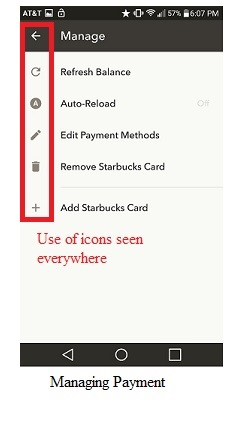 AT&T 57% 6:07 PM
Manage
Refresh Balance
A Auto-Reload Off
Edit Payment Methods
Remove Starbucks Card
Add Starbucks Card
Use of icons seen
everywhere
Managing Payment